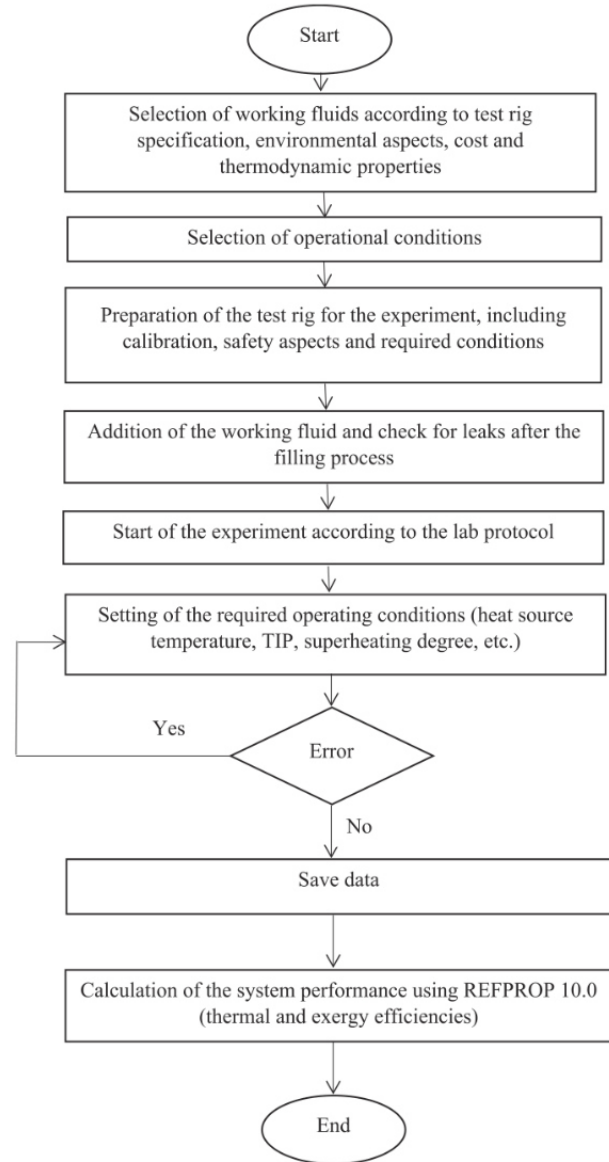 Start
Selection of working fluids according to test rig
specification, environmental aspects, cost and
thermodynamic properties
Selection of operational conditions
Preparation of the test rig for the experiment, including
calibration, safety aspects and required conditions
Addition of the working fluid and check for leaks after the
filling process
Start of the experiment according to the lab protocol
Setting of the required operating conditions (heat source
temperature, TIP, superheating degree, etc.)
Yes
Error
No
Save data
Calculation of the system performance using REFPROP 10.0
(thermal and exergy efficiencies)
End